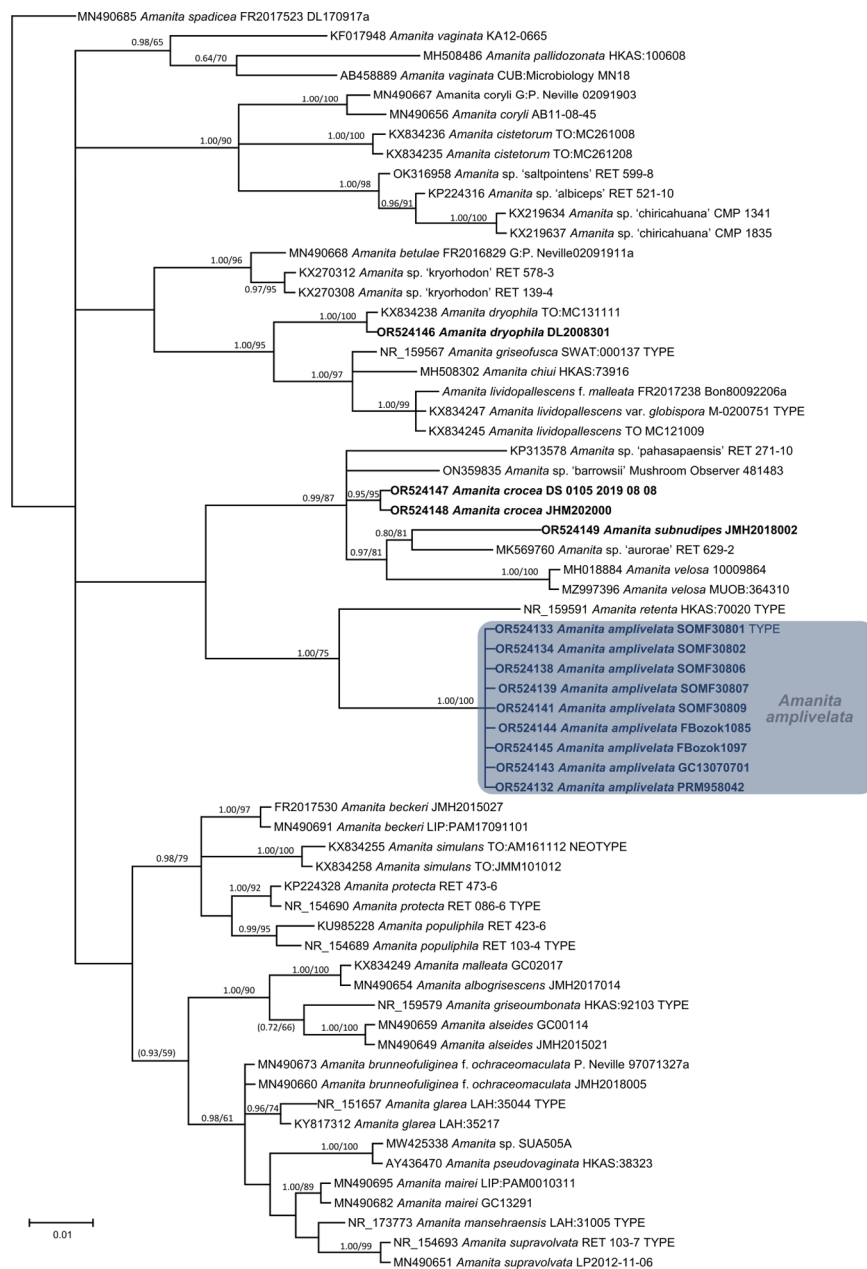 MN490685 Amanita spadicea FR2017523 DL170917a
KF017948 Amanita vaginata KA12-0665
0.98/65
MH508486 Amanita pallidozonata HKAS:100608
0.64/70
AB458889 Amanita vaginata CUB:Microbiology MN18
MN490667 Amanita coryli G:P. Neville 02091903
1.00/100
MN490656 Amanita coryli AB11-08-45
KX834236 Amanita cistetorum TO:MC261008
1.00/90
1.00/100
KX834235 Amanita cistetorum TO:MC261208
OK316958 Amanita sp. ‘saltpointens’ RET 599-8
1.00/98
KP224316 Amanita sp. ‘albiceps’ RET 521-10
0.96/91
KX219634 Amanita sp. ‘chiricahuana’ CMP 1341
1.00/100
KX219637 Amanita sp. ‘chiricahuana’ CMP 1835
MN490668 Amanita betulae FR2016829 G:P. Neville02091911a
1.00/96
KX270312 Amanita sp. ‘kryorhodon’ RET 578-3
0.97/95
KX270308 Amanita sp. ‘kryorhodon’ RET 139-4
KX834238 Amanita dryophila TO:MC131111
1.00/100
OR524146 Amanita dryophila DL2008301
1.00/95
NR_159567 Amanita griseofusca SWAT:000137 TYPE
MH508302 Amanita chiui HKAS:73916
1.00/97
Amanita lividopallescens f. malleata FR2017238 Bon80092206a
1.00/99
KX834247 Amanita lividopallescens var. globispora M-0200751 TYPE
KX834245 Amanita lividopallescens TO MC121009
KP313578 Amanita sp. ‘pahasapaensis’ RET 271-10
ON359835 Amanita sp. ‘barrowsii’ Mushroom Observer 481483
0.99/87
0.95/95
OR524147 Amanita crocea DS 0105 2019 08 08
OR524148 Amanita crocea JHM202000
OR524149 Amanita subnudipes JMH2018002
0.80/81
MK569760 Amanita sp. ‘aurorae’ RET 629-2
0.97/81
MH018884 Amanita velosa 10009864
1.00/100
MZ997396 Amanita velosa MUOB:364310
NR_159591 Amanita retenta HKAS:70020 TYPE
OR524133 Amanita amplivelata SOMF30801 TYPE
OR524134 Amanita amplivelata SOMF30802
1.00/75
OR524138 Amanita amplivelata SOMF30806
OR524139 Amanita amplivelata SOMF30807
1.00/100
OR524141 Amanita amplivelata SOMF30809
Amanita
amplivelata
OR524144 Amanita amplivelata FBozok1085
OR524145 Amanita amplivelata FBozok1097
OR524143 Amanita amplivelata GC13070701
OR524132 Amanita amplivelata PRM958042
FR2017530 Amanita beckeri JMH2015027
1.00/97
MN490691 Amanita beckeri LIP:PAM17091101
KX834255 Amanita simulans TO:AM161112 NEOTYPE
0.98/79
1.00/100
KX834258 Amanita simulans TO:JMM101012
KP224328 Amanita protecta RET 473-6
1.00/92
NR_154690 Amanita protecta RET 086-6 TYPE
KU985228 Amanita populiphila RET 423-6
0.99/95
NR_154689 Amanita populiphila RET 103-4 TYPE
KX834249 Amanita malleata GC02017
1.00/100
MN490654 Amanita albogrisescens JMH2017014
1.00/90
NR_159579 Amanita griseoumbonata HKAS:92103 TYPE
(0.72/66)
MN490659 Amanita alseides GC00114
1.00/100
MN490649 Amanita alseides JMH2015021
(0.93/59)
MN490673 Amanita brunneofuliginea f. ochraceomaculata P. Neville 97071327a
MN490660 Amanita brunneofuliginea f. ochraceomaculata JMH2018005
0.96/74
NR_151657 Amanita glarea LAH:35044 TYPE
0.98/61
KY817312 Amanita glarea LAH:35217
MW425338 Amanita sp. SUA505A
1.00/100
AY436470 Amanita pseudovaginata HKAS:38323
MN490695 Amanita mairei LIP:PAM0010311
1.00/89
MN490682 Amanita mairei GC13291
NR_173773 Amanita mansehraensis LAH:31005 TYPE
0.01
NR_154693 Amanita supravolvata RET 103-7 TYPE
1.00/99
MN490651 Amanita supravolvata LP2012-11-06